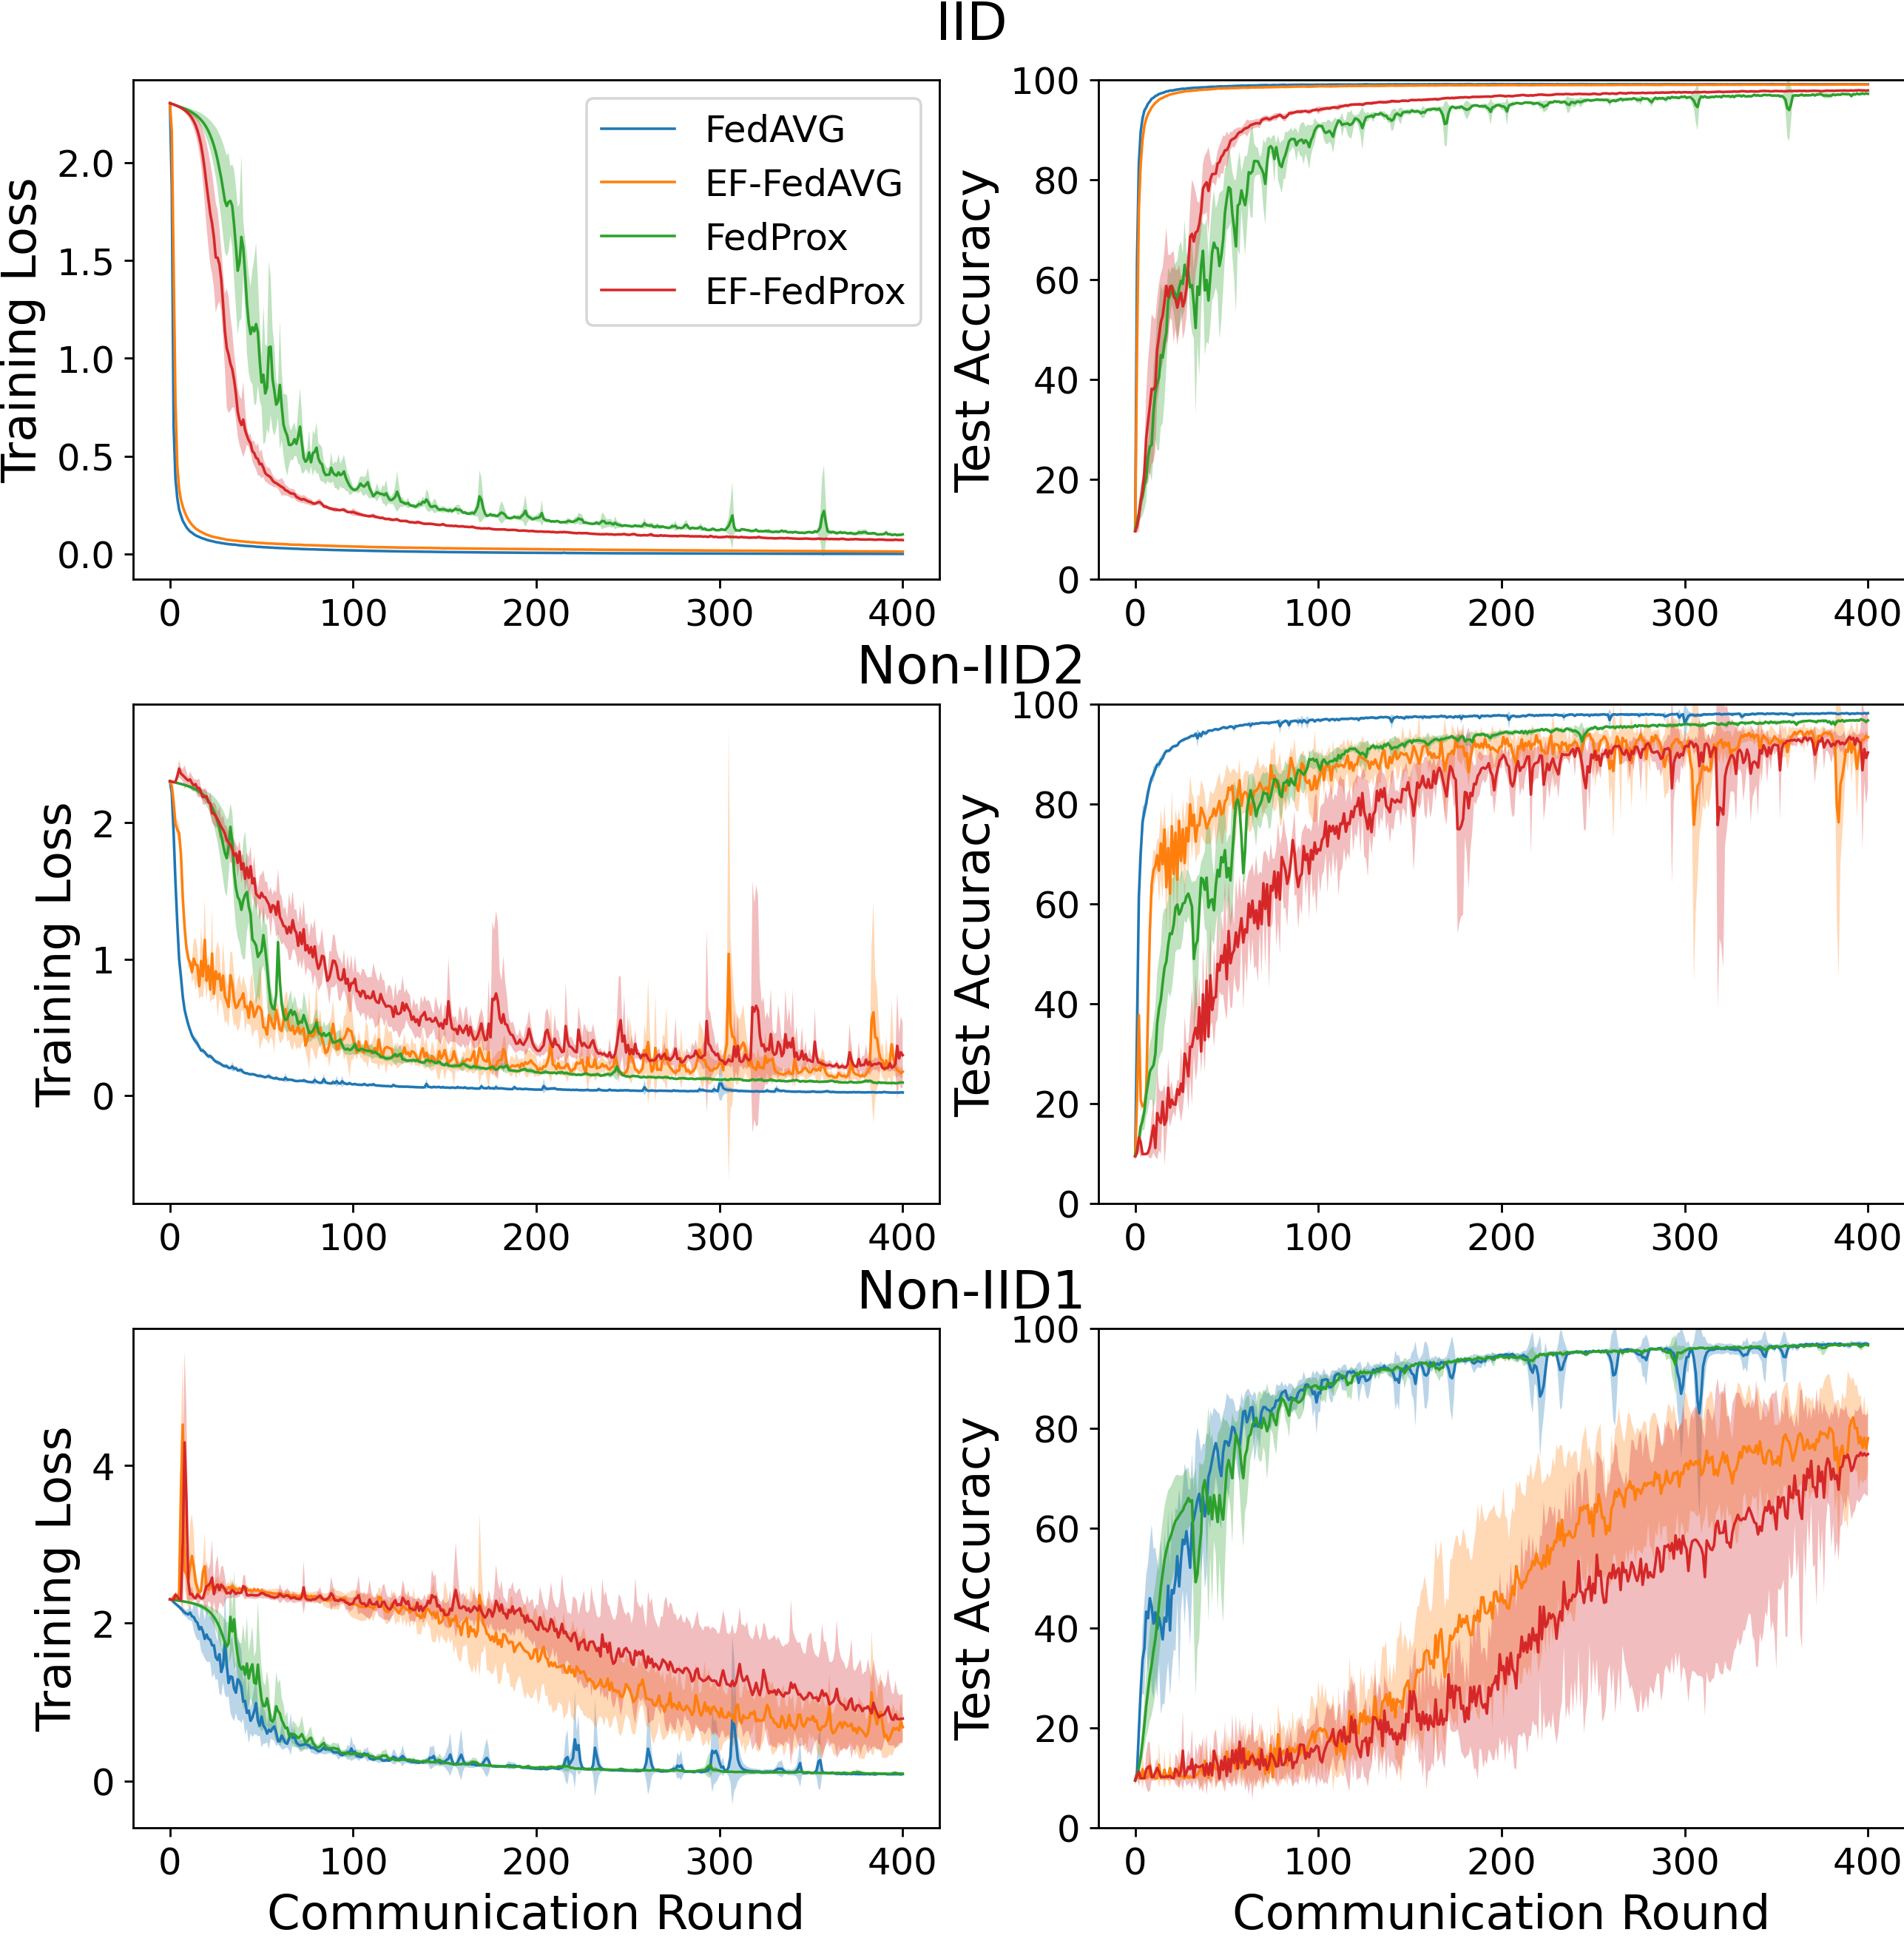 IID
Training Loss
2.0
1.5
1.0
0.5
0.0
0 100 200 300 400
FedAVG
EF-FedAVG
FedProx
EF-FedProx
Test Accuracy
100
80
60
40
20
0
0 100 200 300 400
Non-IID2
Training Loss
2
1
0
0 100 200 300 400
Test Accuracy
100
80
60
40
20
0
0 100 200 300 400
Non-IID1
Training Loss
4
2
0
0 100 200 300 400
Communication Round
Test Accuracy
100
80
60
40
20
0
0 100 200 300 400
Communication Round